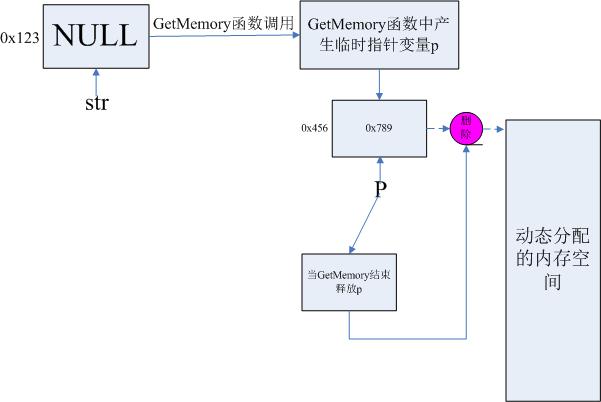 0x123
NULL
str
GetMemory函数调用
GetMemory函数中产
生临时指针变量p
0x456
0x789
删
除
P
当GetMemory结束
释放p
动态分配
的内存空
间